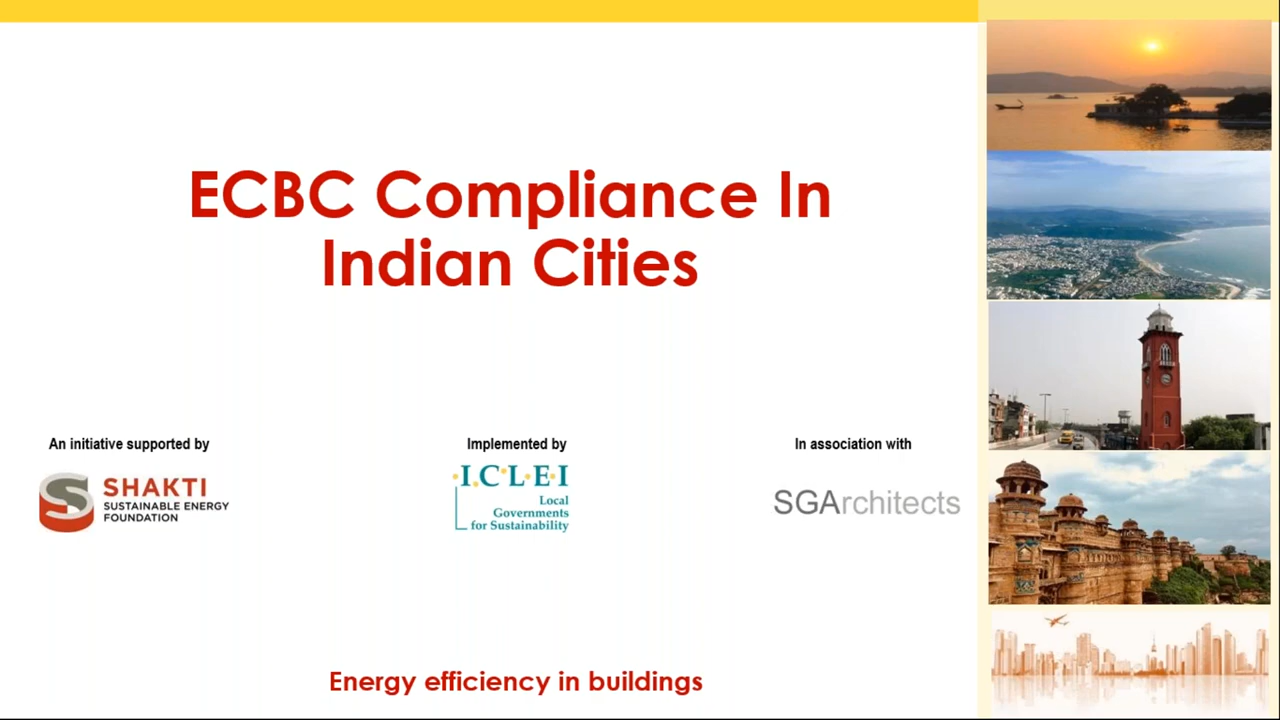 ECBC Compliance In
Indian Cities
An initiative supported by
SHAKTI
SUSTAINABLE ENERGY
FOUNDATION
Implemented by
I.C.L.E.I
Local
Governments
for Sustainability
In association with
SGArchitects
Energy efficiency in buildings